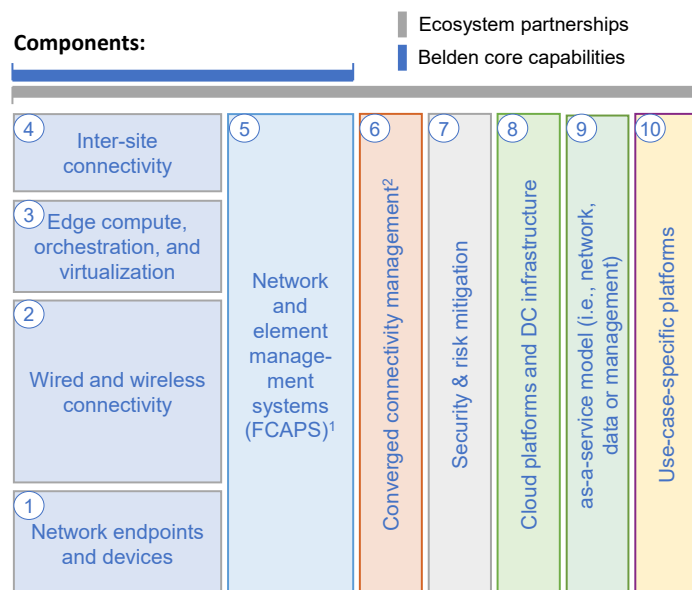 Ecosystem partnerships
Components:
Belden core capabilities
4
Inter-site
connectivity
3
Edge compute,
orchestration, and
virtualization
2
Wired and wireless
connectivity
1
Network endpoints
and devices
5
Network
and
element
manage-
ment
systems
(FCAPS)¹
6
Converged connectivity management²
7
Security & risk mitigation
8
Cloud platforms and DC infrastructure
9
as-a-service model (i.e., network,
data or management)
10
Use-case-specific platforms